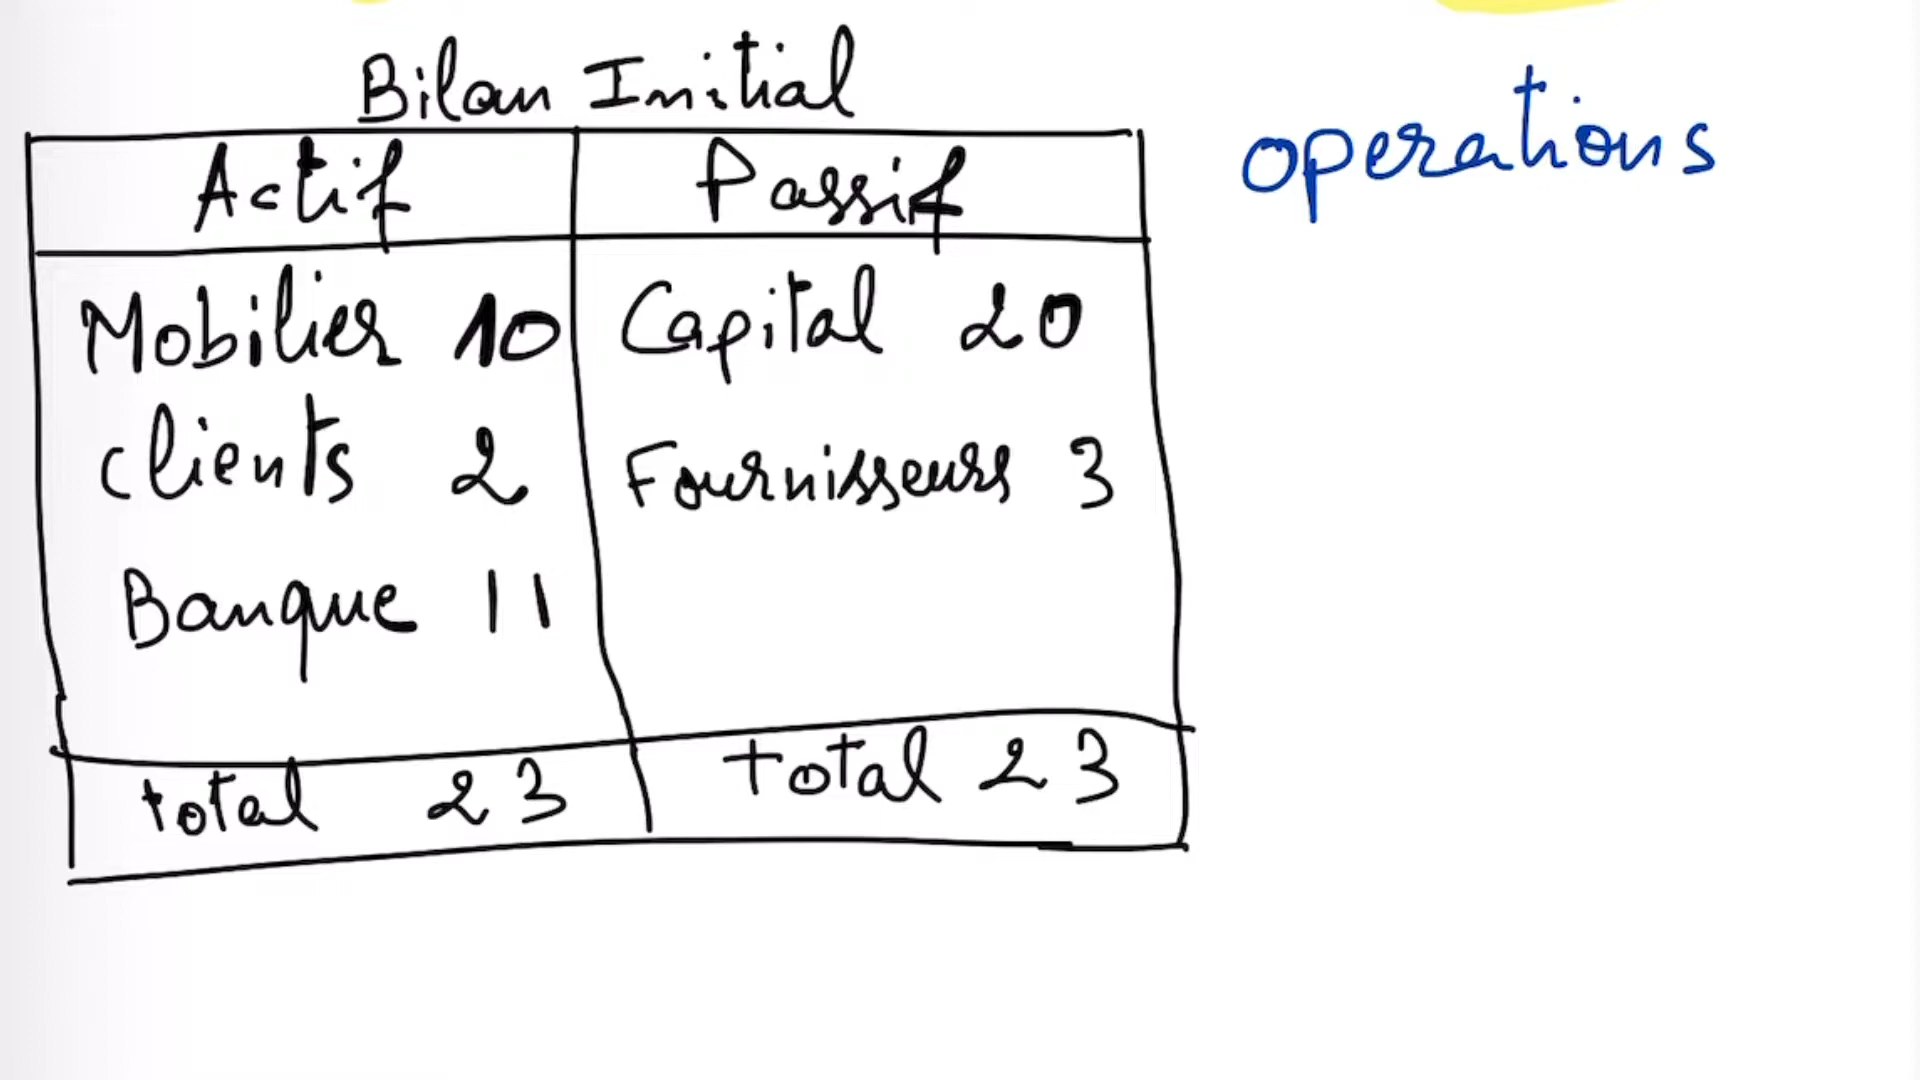 Bilan Initial
operations
Actif Passif
Mobilier 10 Capital 20
clients 2 Fournisseurs 3
Banque 11
total 23 total 23